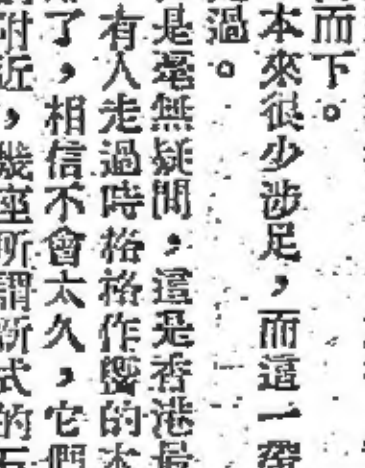 而下。
本來很少涉足，而這一帶
過。
是毫無疑問，這是香港最
有人走過時格格作響的木
了，相信不會太久，它們
附近，幾座所謂新式的